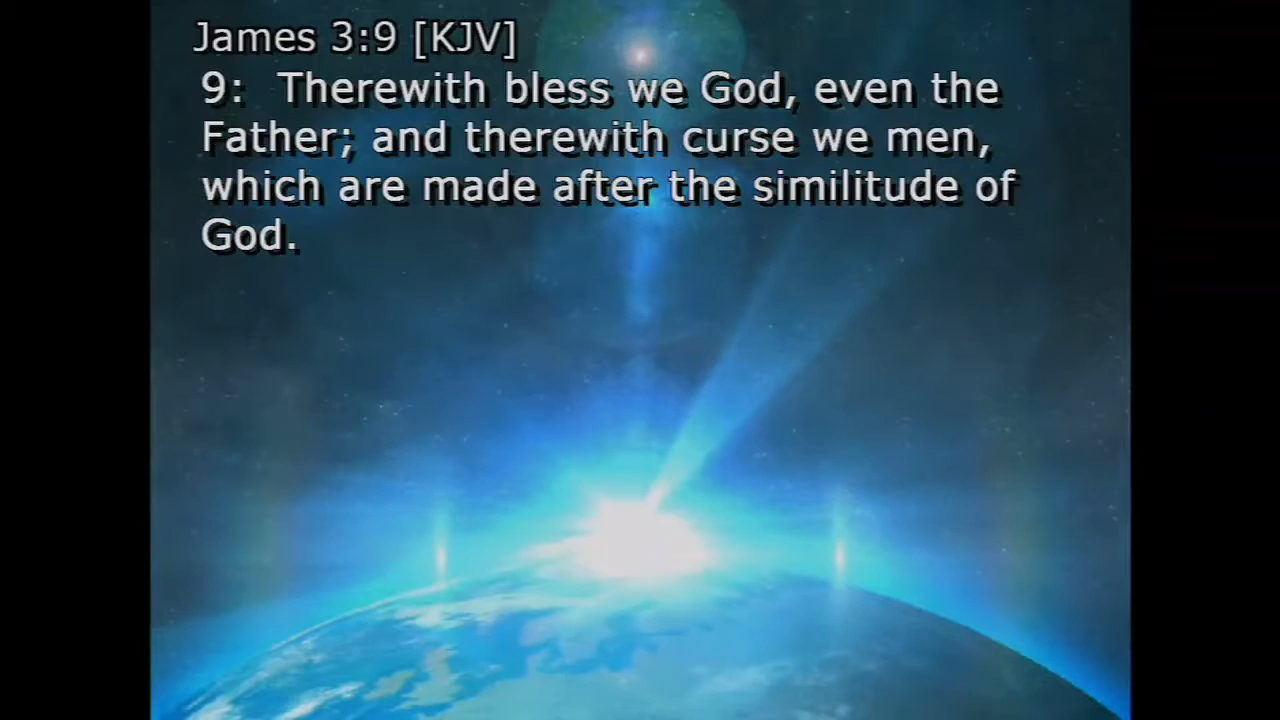 James 3:9 [KJV]
9: Therewith bless we God, even the
Father; and therewith curse we men,
which are made after the similitude of
God.